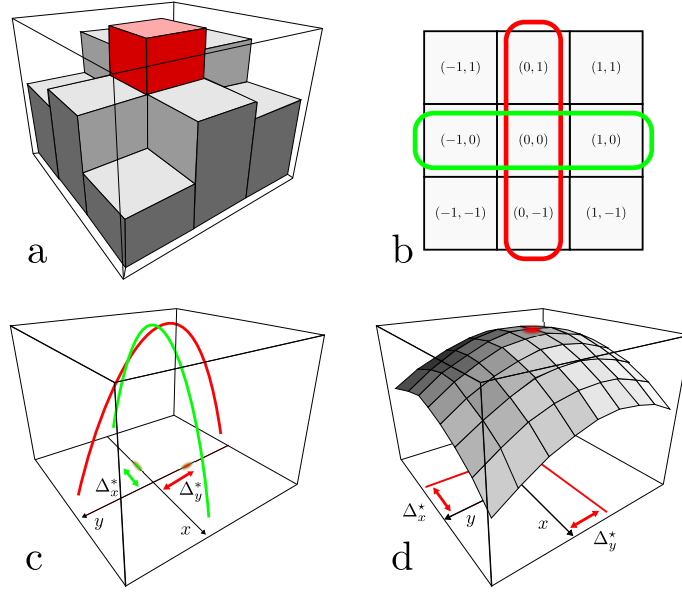 a
(−1, 1) (0, 1) (1, 1)
(−1, 0) (0, 0) (1, 0)
(−1, −1) (0, −1) (1, −1)
b
Δ*x
Δ*y
y
x
c
Δ⋆x
y
x
Δ⋆y
d